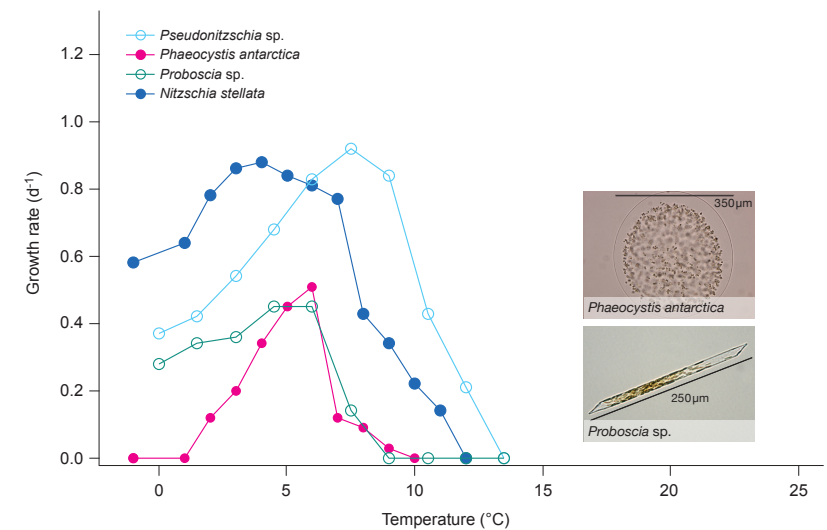 Pseudonitzschia sp.
Phaeocystis antarctica
Proboscia sp.
Nitzschia stellata
1.2
1.0
0.8
0.6
0.4
0.2
0.0
Growth rate (d-1)
0 5 10 15 20 25
Temperature (°C)
350µm
Phaeocystis antarctica
250µm
Proboscia sp.